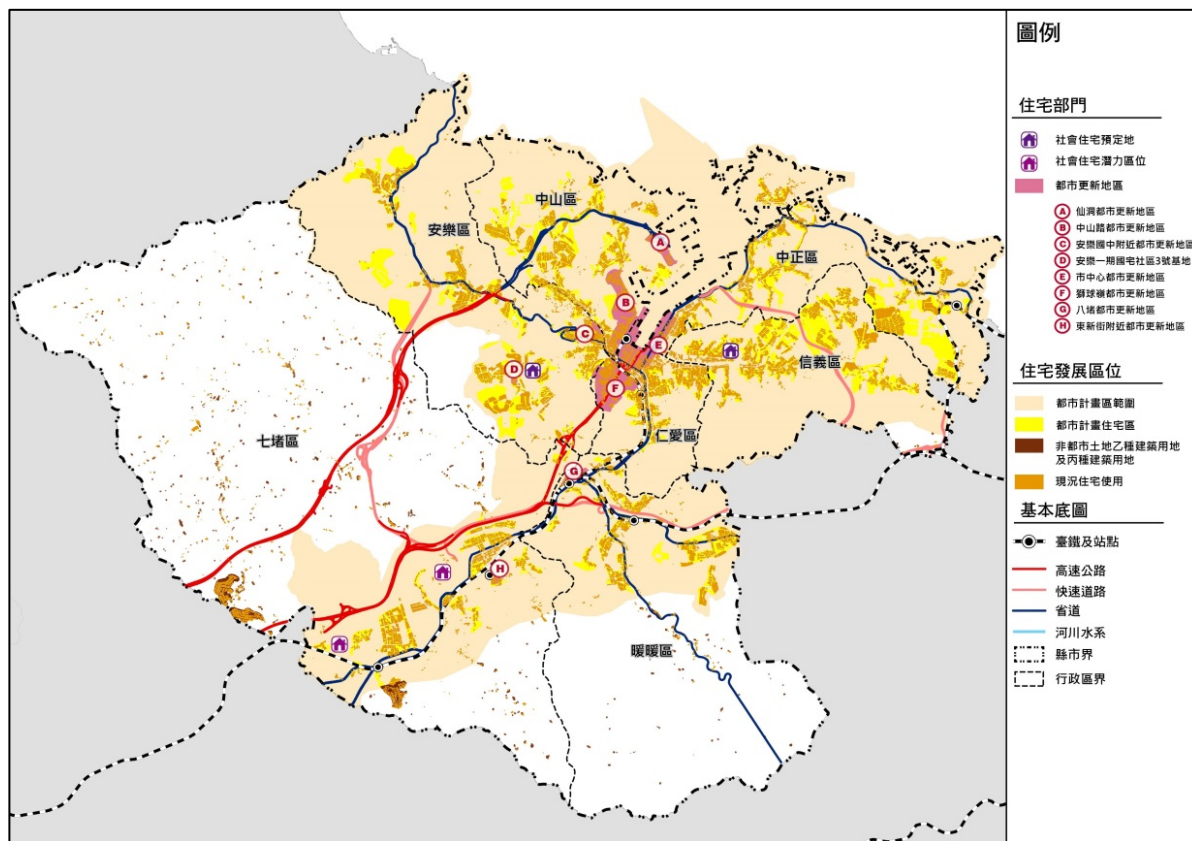 圖例
住宅部門
社會住宅預定地
社會住宅潛力區位
都市更新地區
A 仙洞都市更新地區
B 中山路都市更新地區
C 安樂國中附近都市更新地區
D 安樂一期國宅社區3號基地
E 市中心都市更新地區
F 獅球嶺都市更新地區
G 八堵都市更新地區
H 東新街附近都市更新地區
住宅發展區位
都市計畫區範圍
都市計畫住宅區
非都市土地乙種建築用地
及丙種建築用地
現況住宅使用
基本底圖
臺鐵及站點
高速公路
快速道路
省道
河川水系
縣市界
行政區界
中山區
安樂區
A
中正區
B
C
E
信義區
D
F
七堵區
仁愛區
G
H
暖暖區